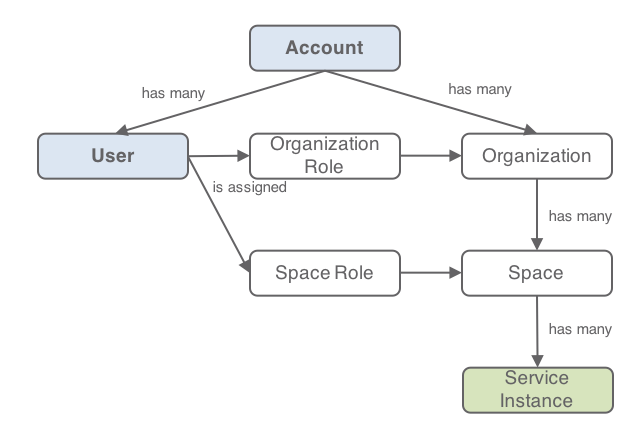 Account
has many
has many
User
Organization
Role
Organization
is assigned
has many
Space Role
Space
has many
Service
Instance